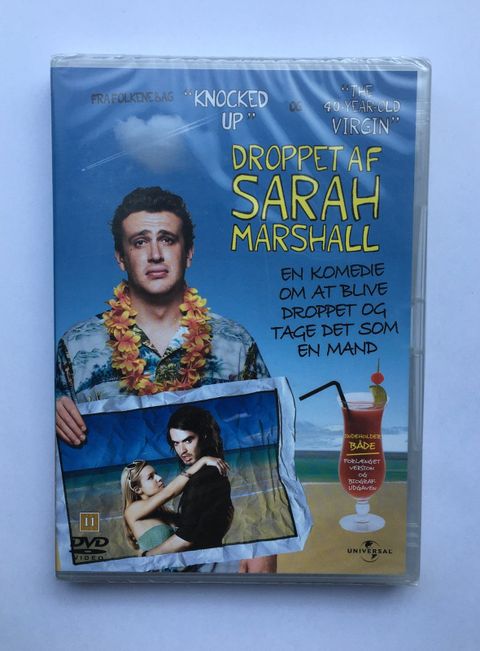 FRA FOLKENE BAG "KNOCKED UP" OG "THE 40-YEAR-OLD VIRGIN"
DROPPET AF
SARAH
MARSHALL
EN KOMEDIE
OM AT BLIVE
DROPPET OG
TAGE DET SOM
EN MAND
INDEHOLDER
BÅDE
FORLÆNGET
VERSION
OG
BIOGRAF-
UDGAVEN
11
DVD
VIDEO
UNIVERSAL